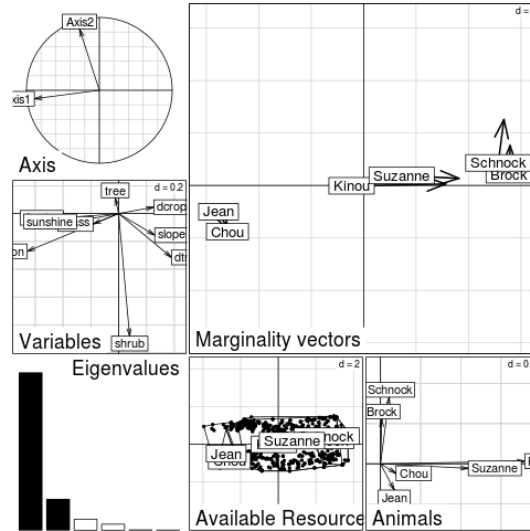 Axis2
xis1
Axis
d =
Schnock
Brock
Suzanne
Kinou
Jean
Chou
Marginality vectors
d = 0.2
tree
dcrop
sunshine
ss
slope
on
dt
shrub
Variables
Eigenvalues
d = 2
nock
Suzanne
Jean
Chou
Available Resource
d = 0.
Schnock
Brock
Chou
Suzanne
Jean
Animals